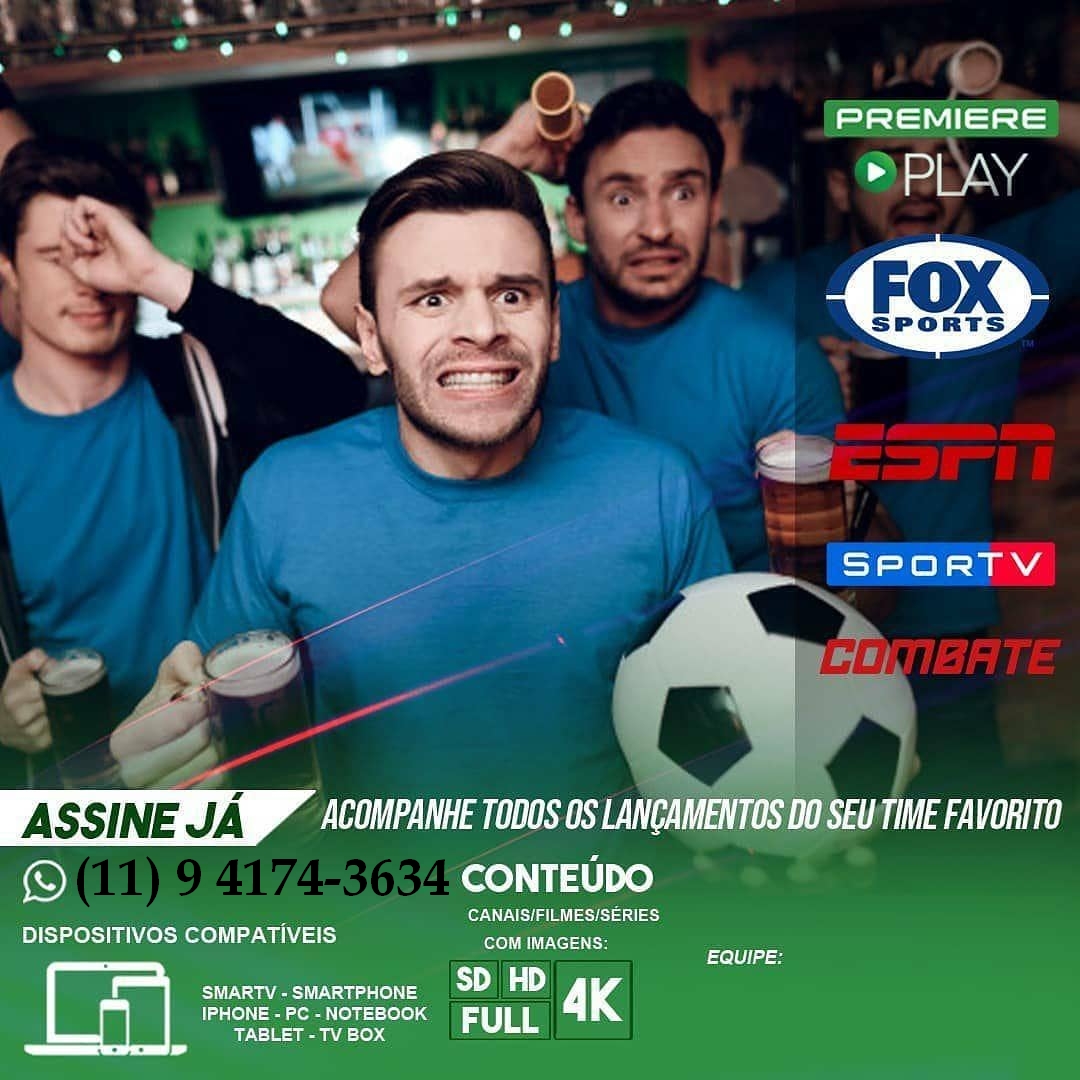 PREMIERE
PLAY
FOX
SPORTS
TM
ESPN
SPORTV
COMBATE
ASSINE JÁ
ACOMPANHE TODOS OS LANÇAMENTOS DO SEU TIME FAVORITO
(11) 9 4174-3634
CONTEÚDO
CANAIS/FILMES/SÉRIES
COM IMAGENS:
SD HD
FULL
4K
EQUIPE:
DISPOSITIVOS COMPATÍVEIS
SMARTV - SMARTPHONE
IPHONE - PC - NOTEBOOK
TABLET - TV BOX